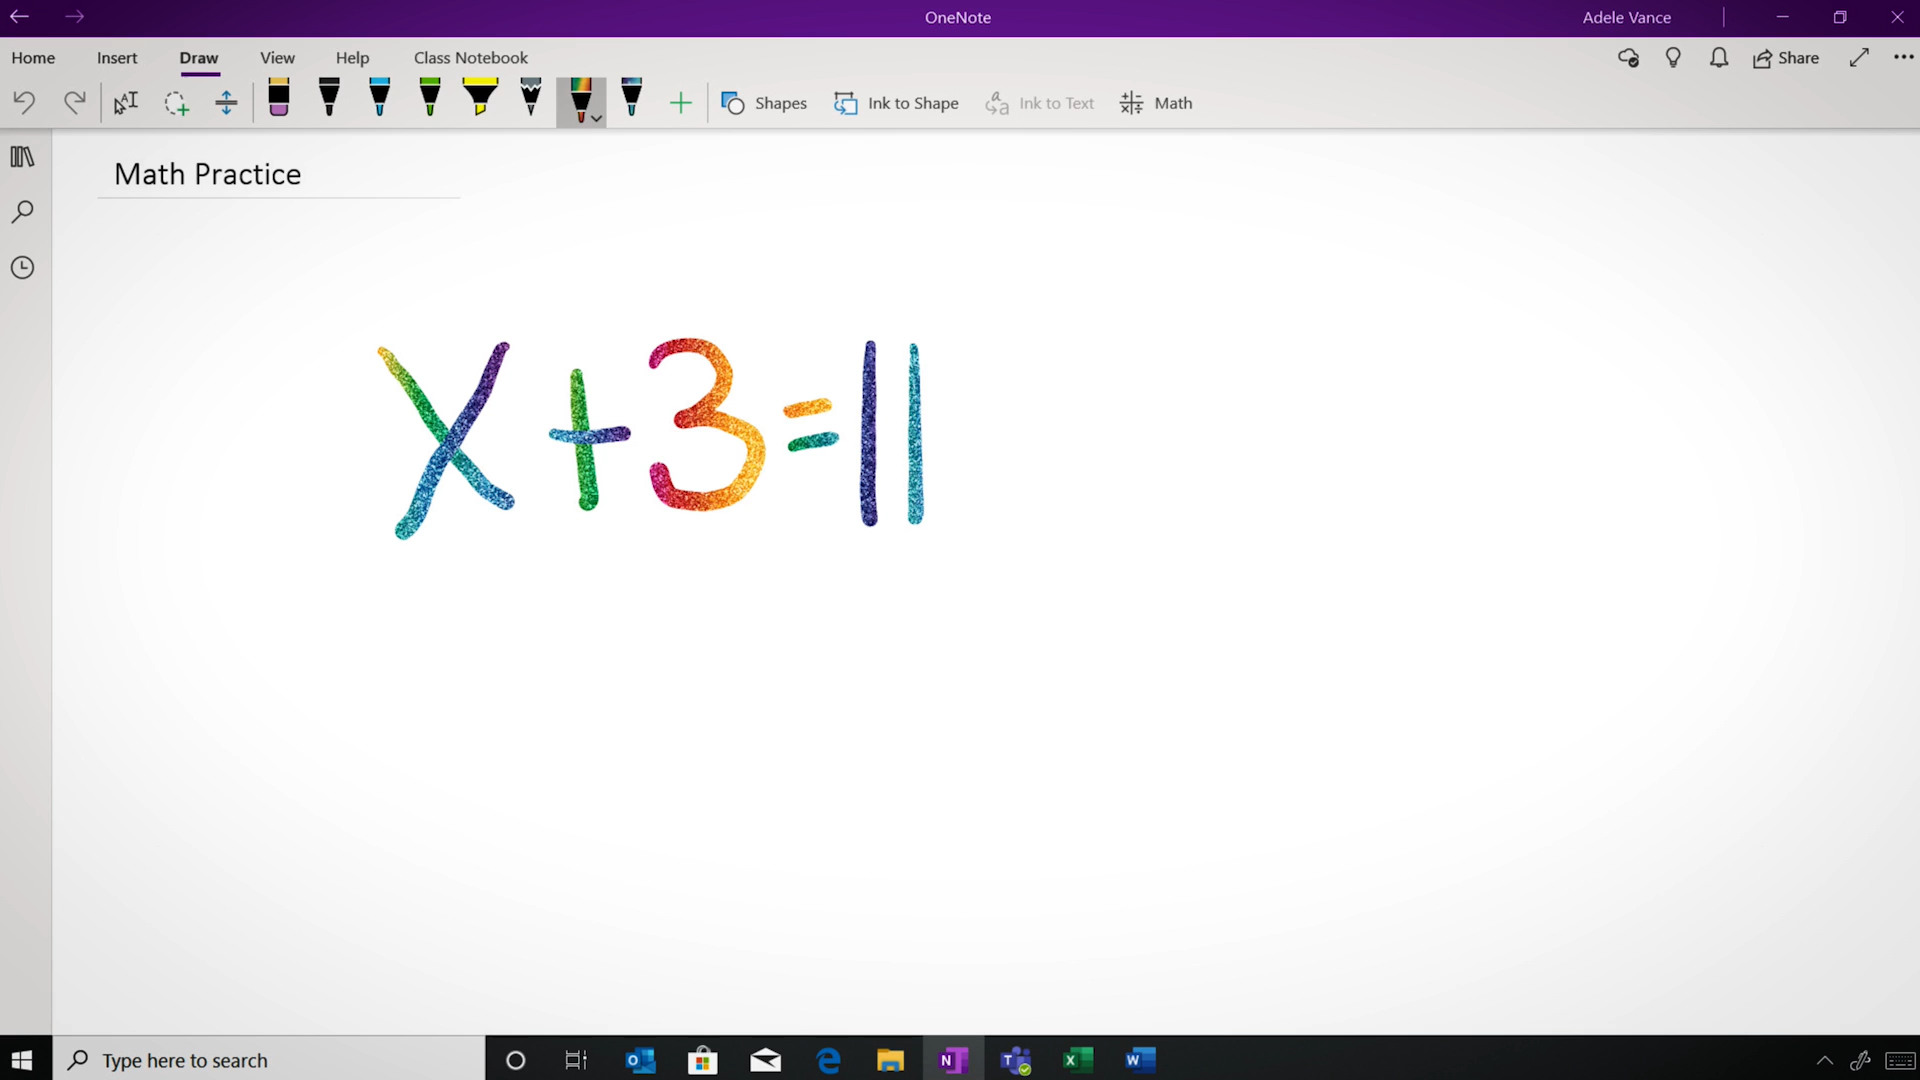 OneNote
Adele Vance
Home Insert Draw View Help Class Notebook
Share
Shapes Ink to Shape Ink to Text Math
Math Practice
x+3=11
Type here to search